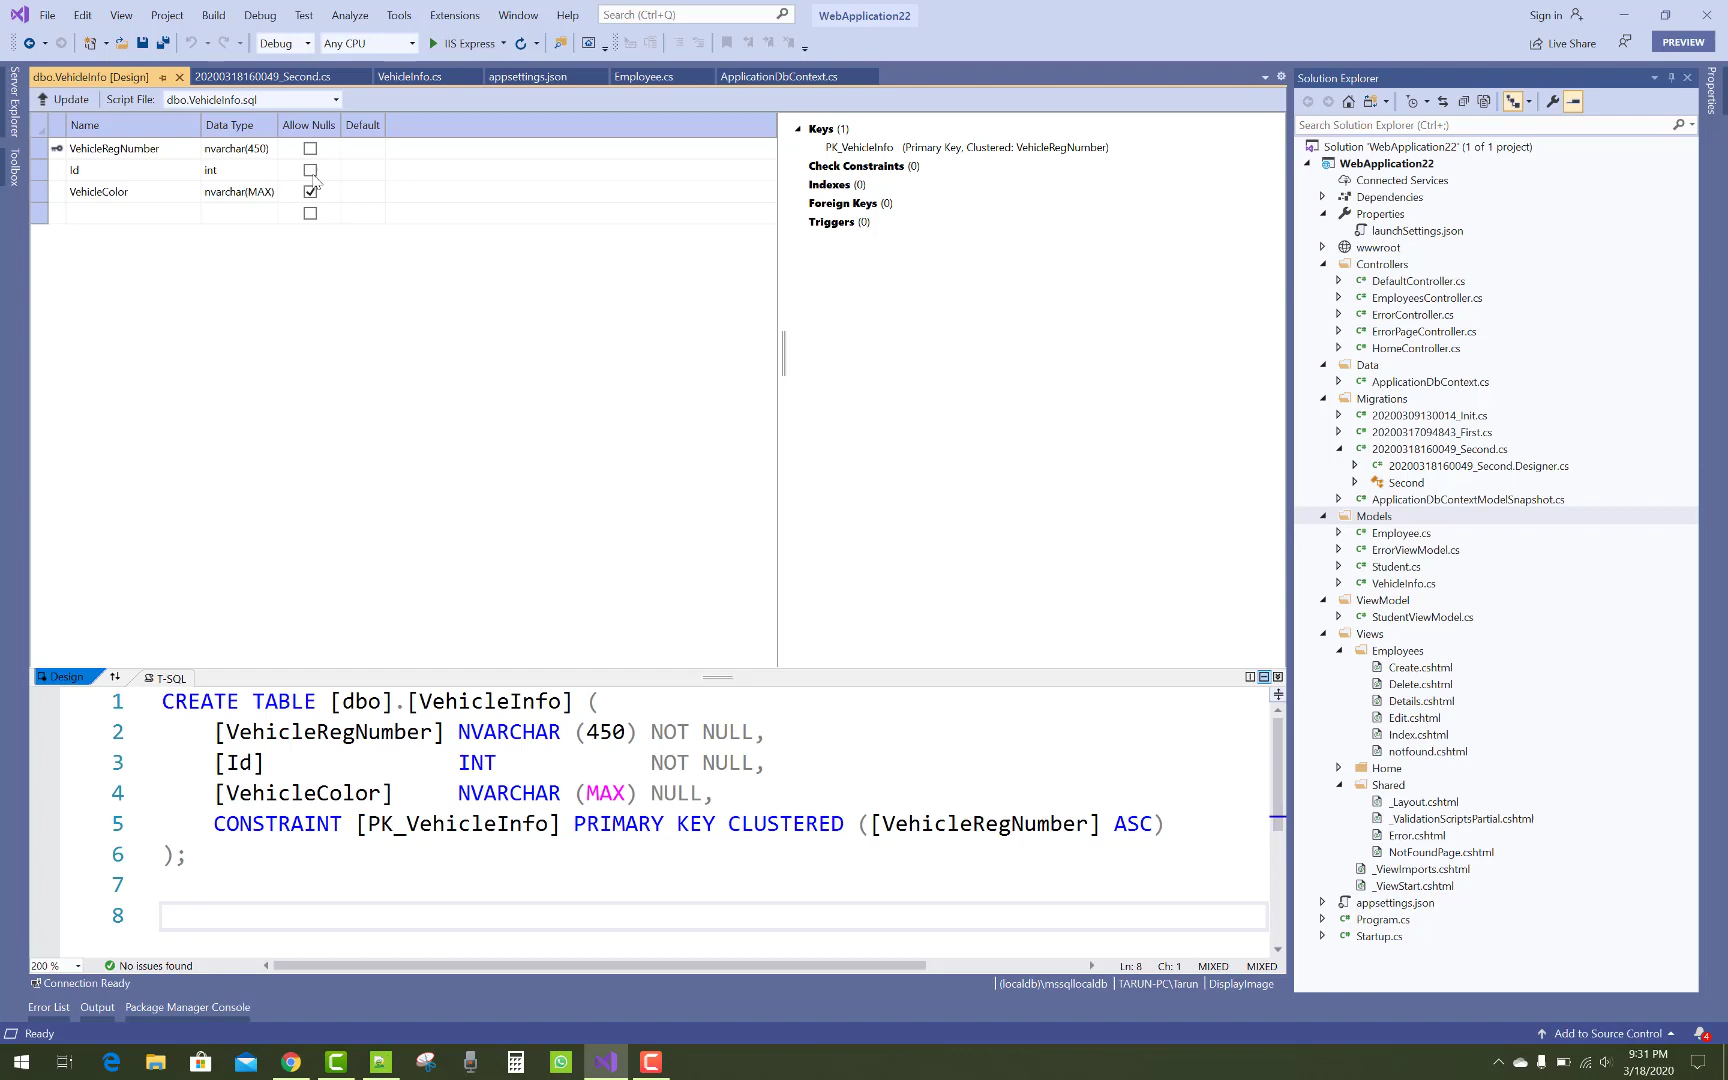 File Edit View Project Build Debug Test Analyze Tools Extensions Window Help Search (Ctrl+Q) WebApplication22 Sign in
Debug Any CPU IIS Express Live Share PREVIEW
dbo.VehicleInfo [Design] 20200318160049_Second.cs VehicleInfo.cs appsettings.json Employee.cs ApplicationDbContext.cs
Update Script File: dbo.VehicleInfo.sql
Name Data Type Allow Nulls Default
VehicleRegNumber nvarchar(450)
Id int
VehicleColor nvarchar(MAX)
Keys (1)
PK_VehicleInfo (Primary Key, Clustered: VehicleRegNumber)
Check Constraints (0)
Indexes (0)
Foreign Keys (0)
Triggers (0)
Design T-SQL
1 CREATE TABLE [dbo].[VehicleInfo] (
2 [VehicleRegNumber] NVARCHAR (450) NOT NULL,
3 [Id] INT NOT NULL,
4 [VehicleColor] NVARCHAR (MAX) NULL,
5 CONSTRAINT [PK_VehicleInfo] PRIMARY KEY CLUSTERED ([VehicleRegNumber] ASC)
6 );
7
8
200 % No issues found Ln: 8 Ch: 1 MIXED MIXED
Connection Ready (localdb)\mssqllocaldb TARUN-PC\Tarun DisplayImage
Error List Output Package Manager Console
Server Explorer
Toolbox
Solution Explorer
Search Solution Explorer (Ctrl+;)
Solution 'WebApplication22' (1 of 1 project)
WebApplication22
Connected Services
Dependencies
Properties
launchSettings.json
wwwroot
Controllers
DefaultController.cs
EmployeesController.cs
ErrorController.cs
ErrorPageController.cs
HomeController.cs
Data
ApplicationDbContext.cs
Migrations
20200309130014_Init.cs
20200317094843_First.cs
20200318160049_Second.cs
20200318160049_Second.Designer.cs
Second
ApplicationDbContextModelSnapshot.cs
Models
Employee.cs
ErrorViewModel.cs
Student.cs
VehicleInfo.cs
ViewModel
StudentViewModel.cs
Views
Employees
Create.cshtml
Delete.cshtml
Details.cshtml
Edit.cshtml
Index.cshtml
notfound.cshtml
Home
Shared
_Layout.cshtml
_ValidationScriptsPartial.cshtml
Error.cshtml
NotFoundPage.cshtml
_ViewImports.cshtml
_ViewStart.cshtml
appsettings.json
Program.cs
Startup.cs
Properties
Ready Add to Source Control 4
9:31 PM
3/18/2020